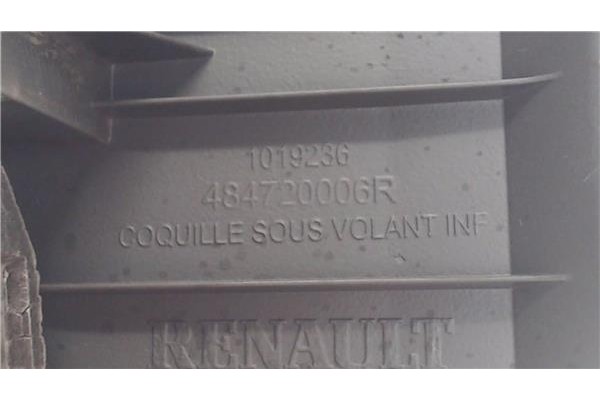 1019236
484720006R
COQUILLE SOUS VOLANT INF
RENAULT